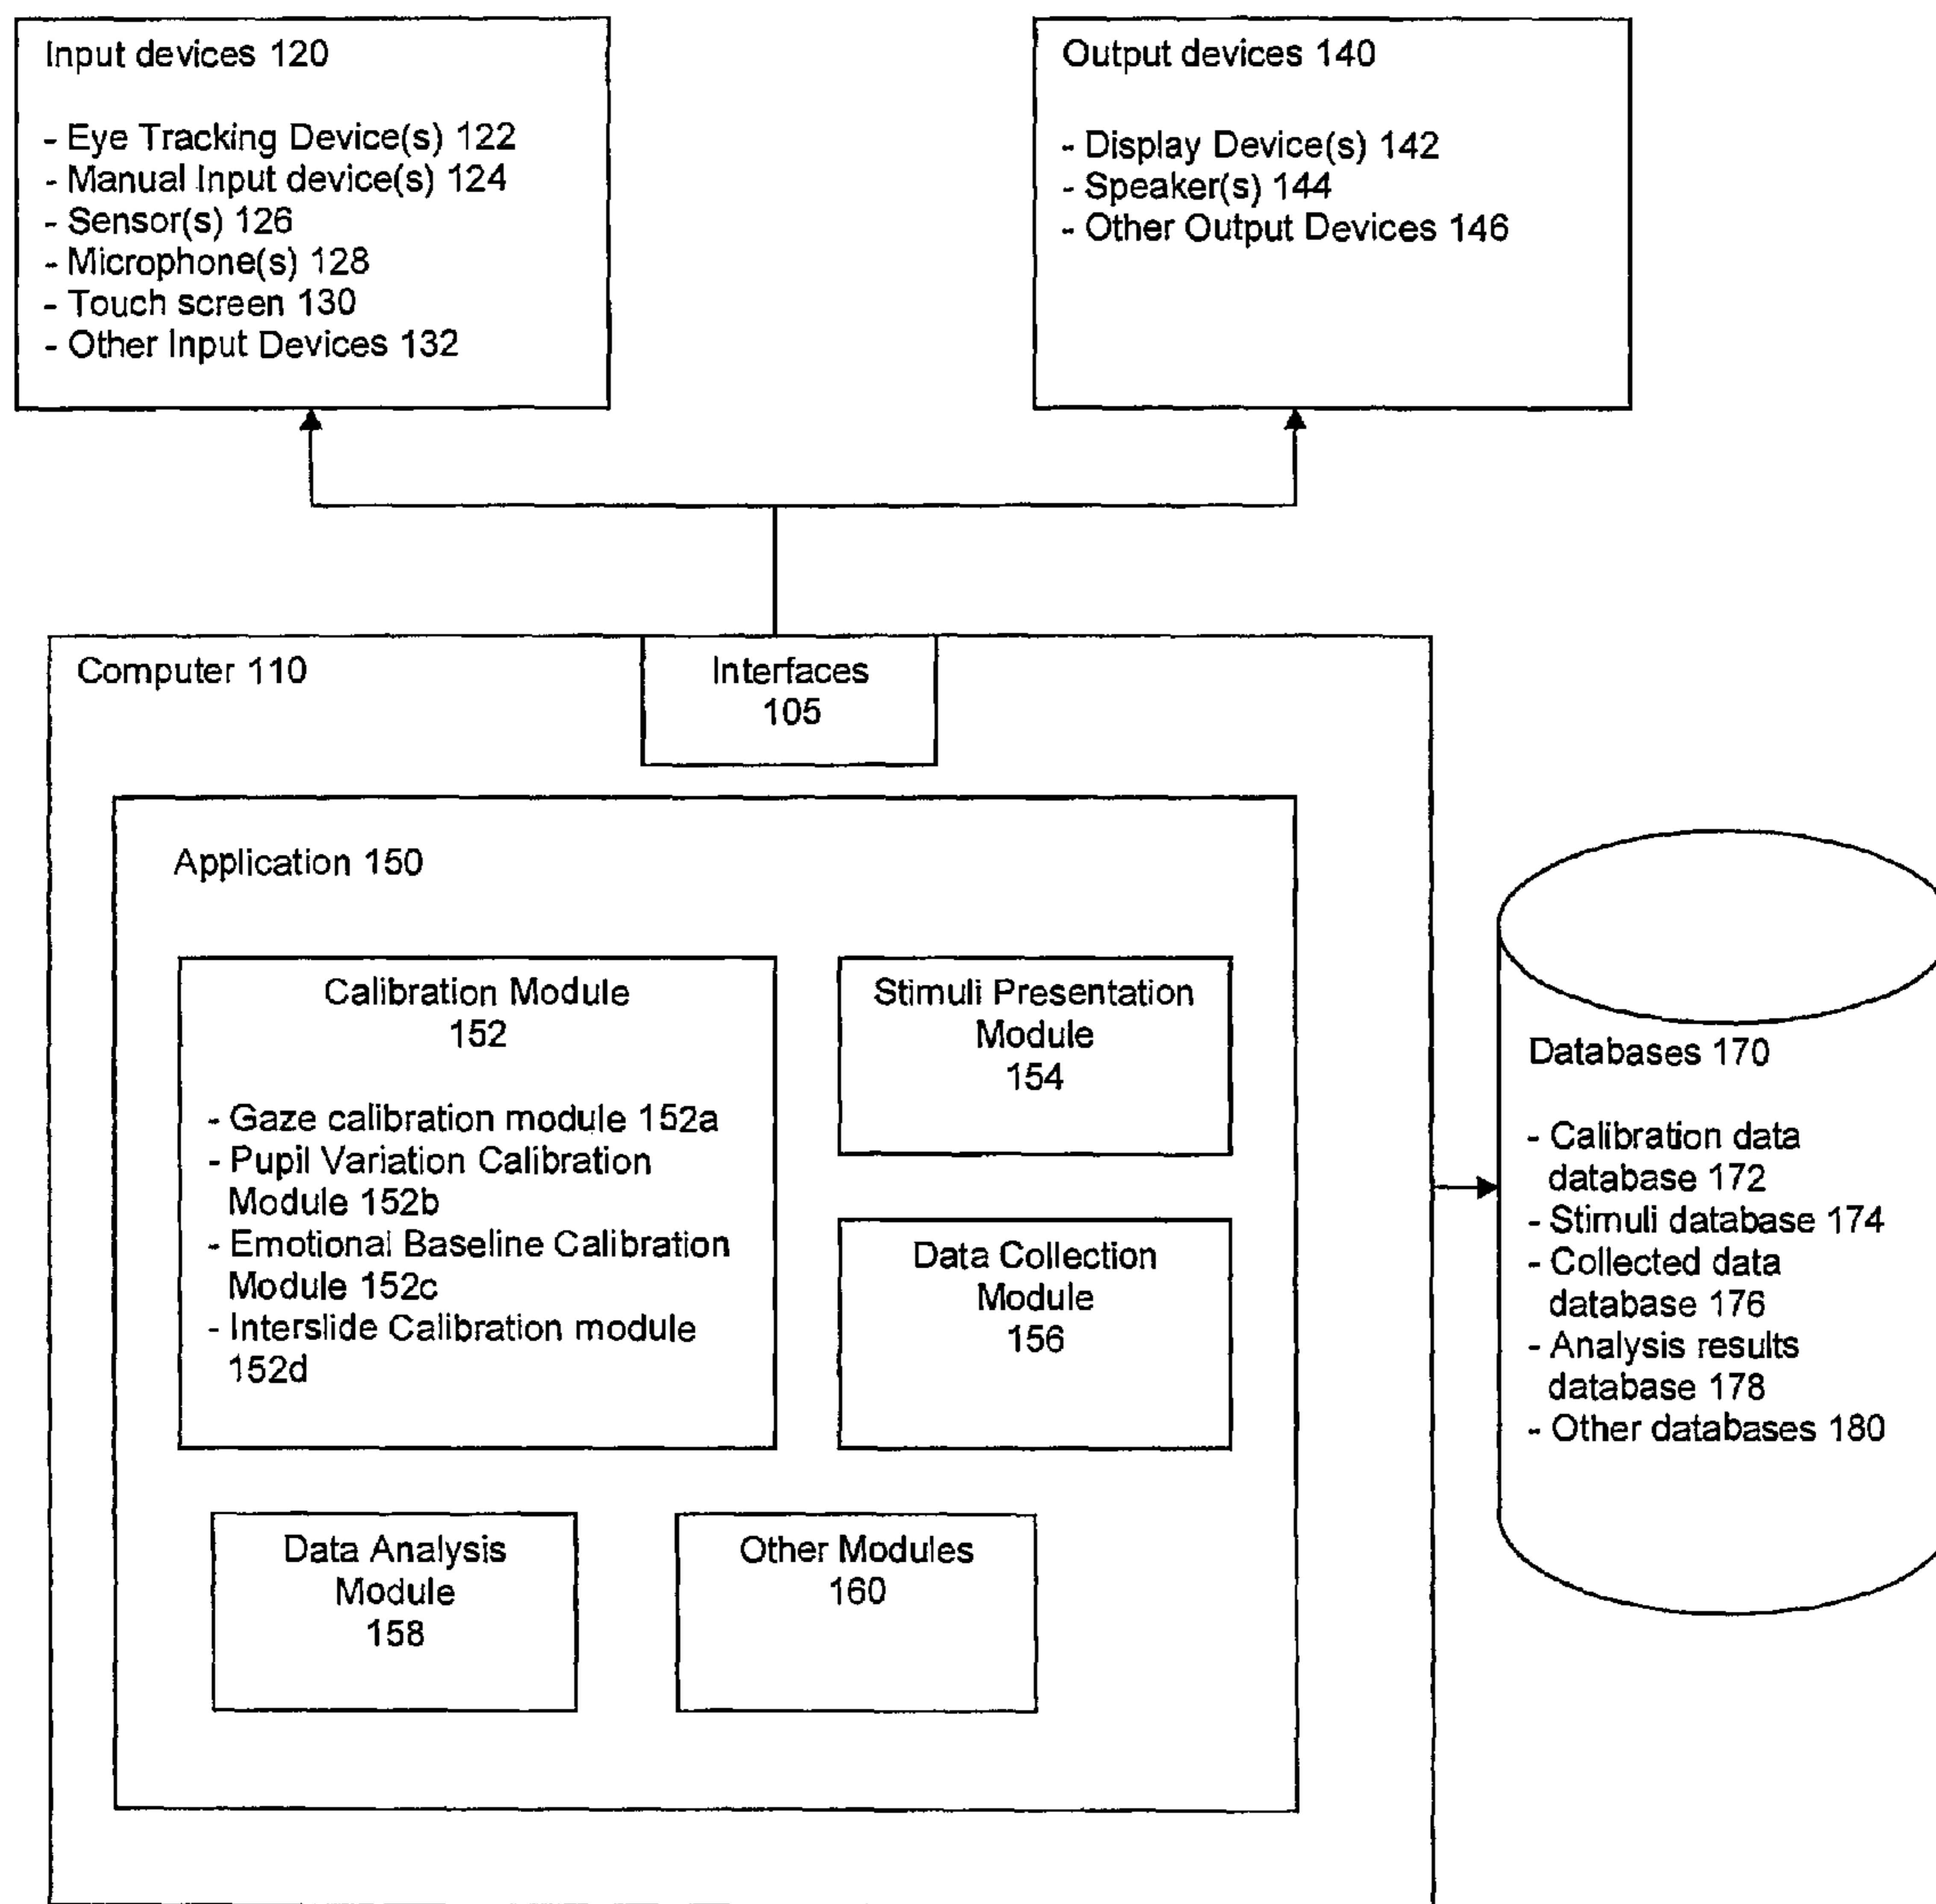 Input devices 120
- Eye Tracking Device(s) 122
- Manual Input device(s) 124
- Sensor(s) 126
- Microphone(s) 128
- Touch screen 130
- Other Input Devices 132
Output devices 140
- Display Device(s) 142
- Speaker(s) 144
- Other Output Devices 146
Computer 110
Interfaces
105
Application 150
Calibration Module
152
- Gaze calibration module 152a
- Pupil Variation Calibration
Module 152b
- Emotional Baseline Calibration
Module 152c
- Interslide Calibration module
152d
Stimuli Presentation
Module
154
Data Collection
Module
156
Data Analysis
Module
158
Other Modules
160
Databases 170
- Calibration data
database 172
- Stimuli database 174
- Collected data
database 176
- Analysis results
database 178
- Other databases 180